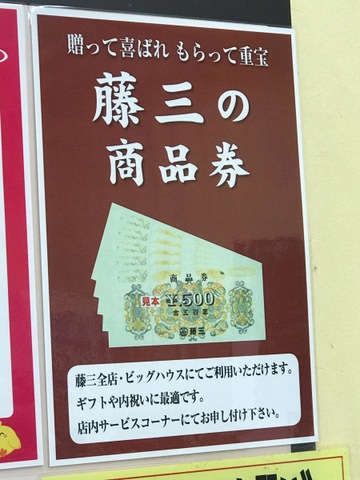 贈って喜ばれ もらって重宝
藤三の
商品券
商品券
見本 ¥500
金五百円
藤三
藤三全店・ビッグハウスにてご利用いただけます。
ギフトや内祝いに最適です。
店内サービスコーナーにてお申し付け下さい。